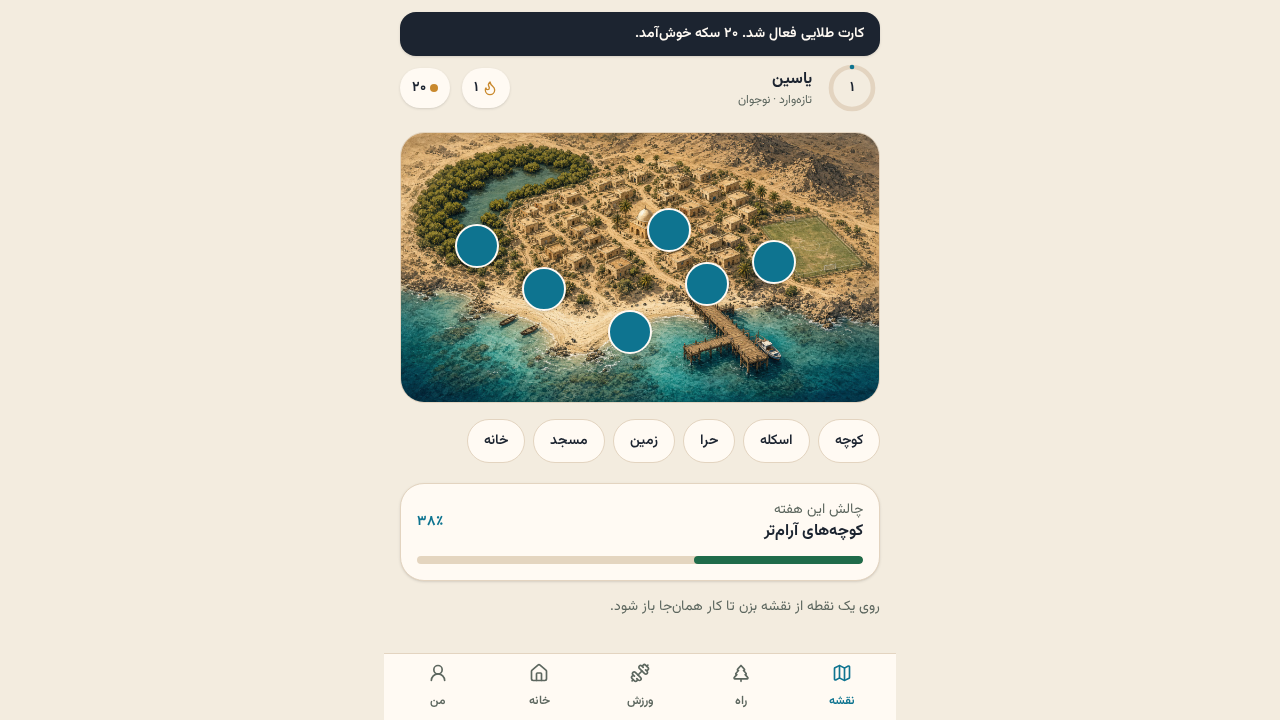 کارت طلایی فعال شد. ۲۰ سکه خوش‌آمد.
۱
یاسین
تازه‌وارد · نوجوان
۱
۲۰
کوچه
اسکله
حرا
زمین
مسجد
خانه
چالش این هفته
کوچه‌های آرام‌تر
۳۸٪
روی یک نقطه از نقشه بزن تا کار همان‌جا باز شود.
نقشه
راه
ورزش
خانه
من